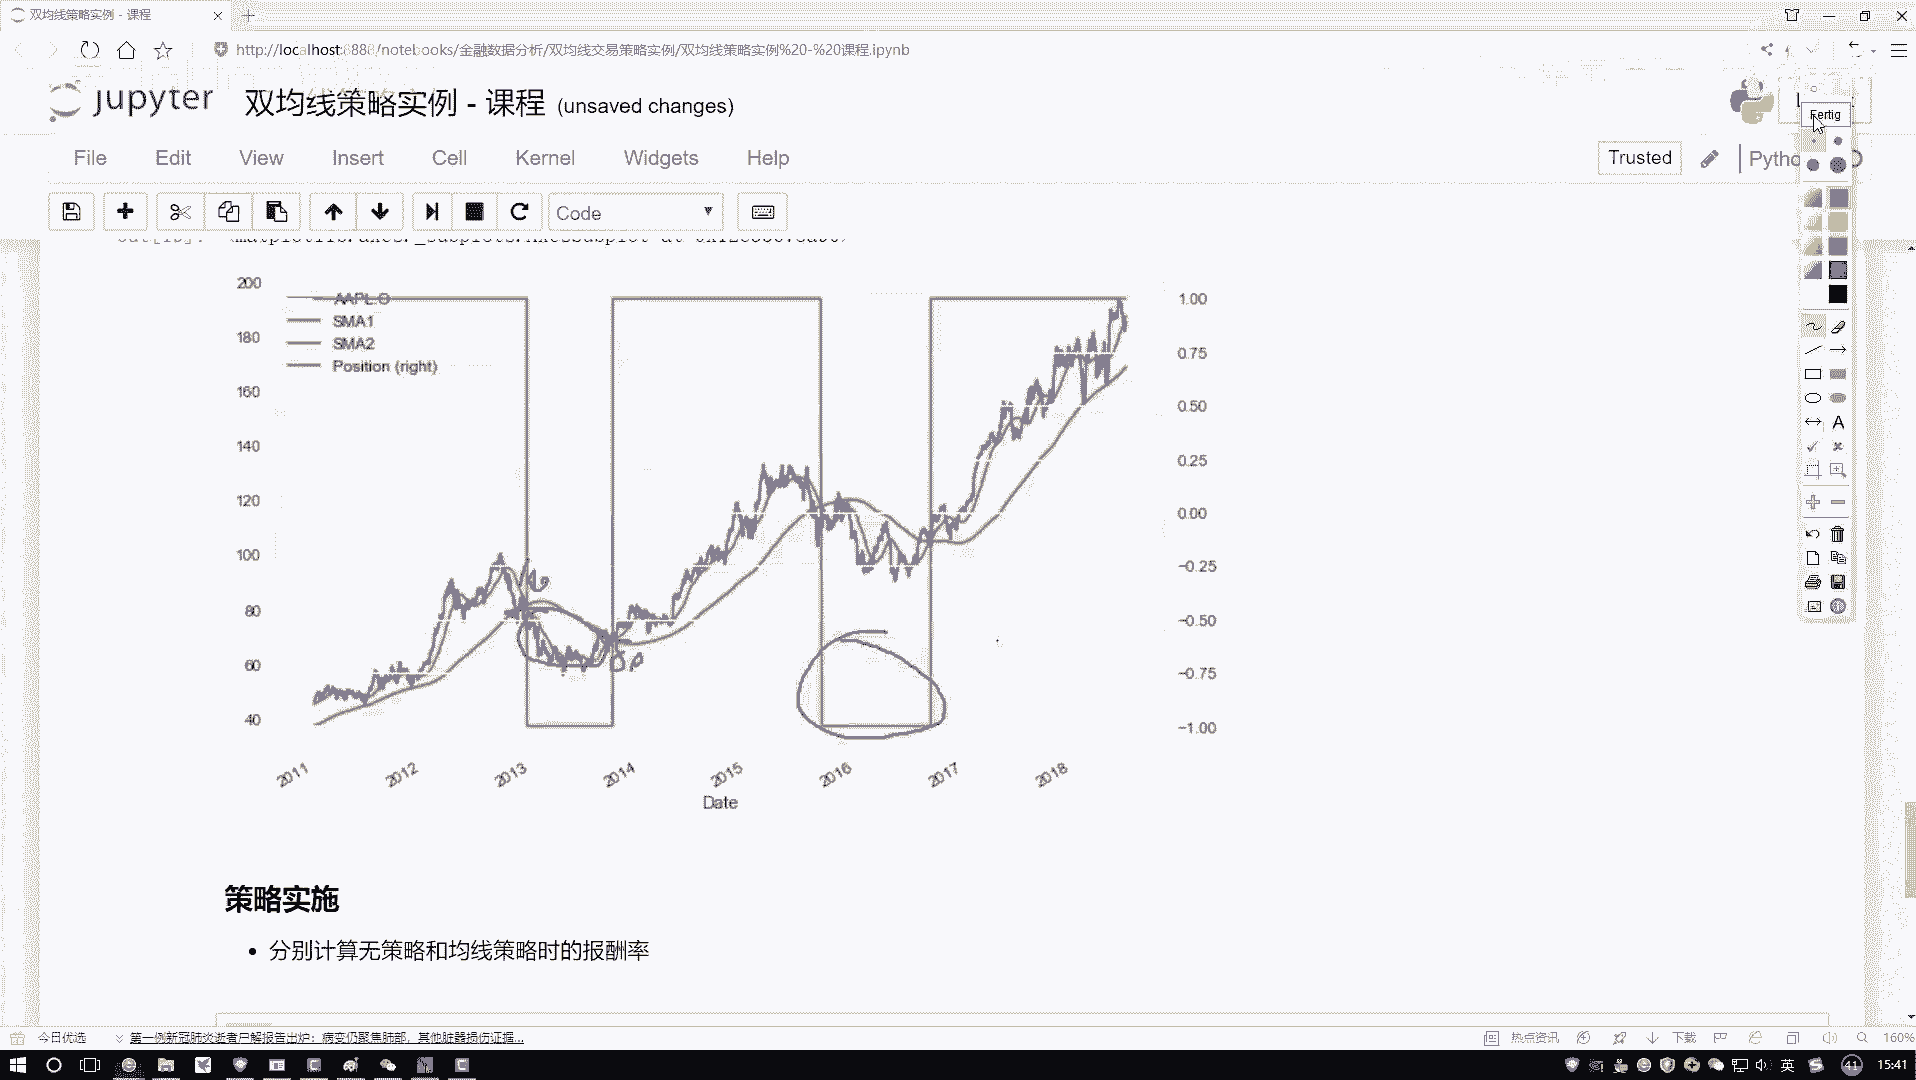 双均线策略实例 - 课程
http://localhost:8888/notebooks/金融数据分析/双均线交易策略实例/双均线策略实例%20-%20课程.ipynb
jupyter 双均线策略实例 - 课程 (unsaved changes)
Fertig
File Edit View Insert Cell Kernel Widgets Help
Trusted
Code
200
180
160
140
120
100
80
60
40
AAPL.O
SMA1
SMA2
Position (right)
1.00
0.75
0.50
0.25
0.00
−0.25
−0.50
−0.75
−1.00
2011 2012 2013 2014 2015 2016 2017 2018
Date
策略实施
分别计算无策略和均线策略时的报酬率
今日优选
第一例新冠肺炎逝者尸解报告出炉：病变仍聚焦肺部，其他脏器损伤证据...
热点资讯
下载
160%
英
41
15:41